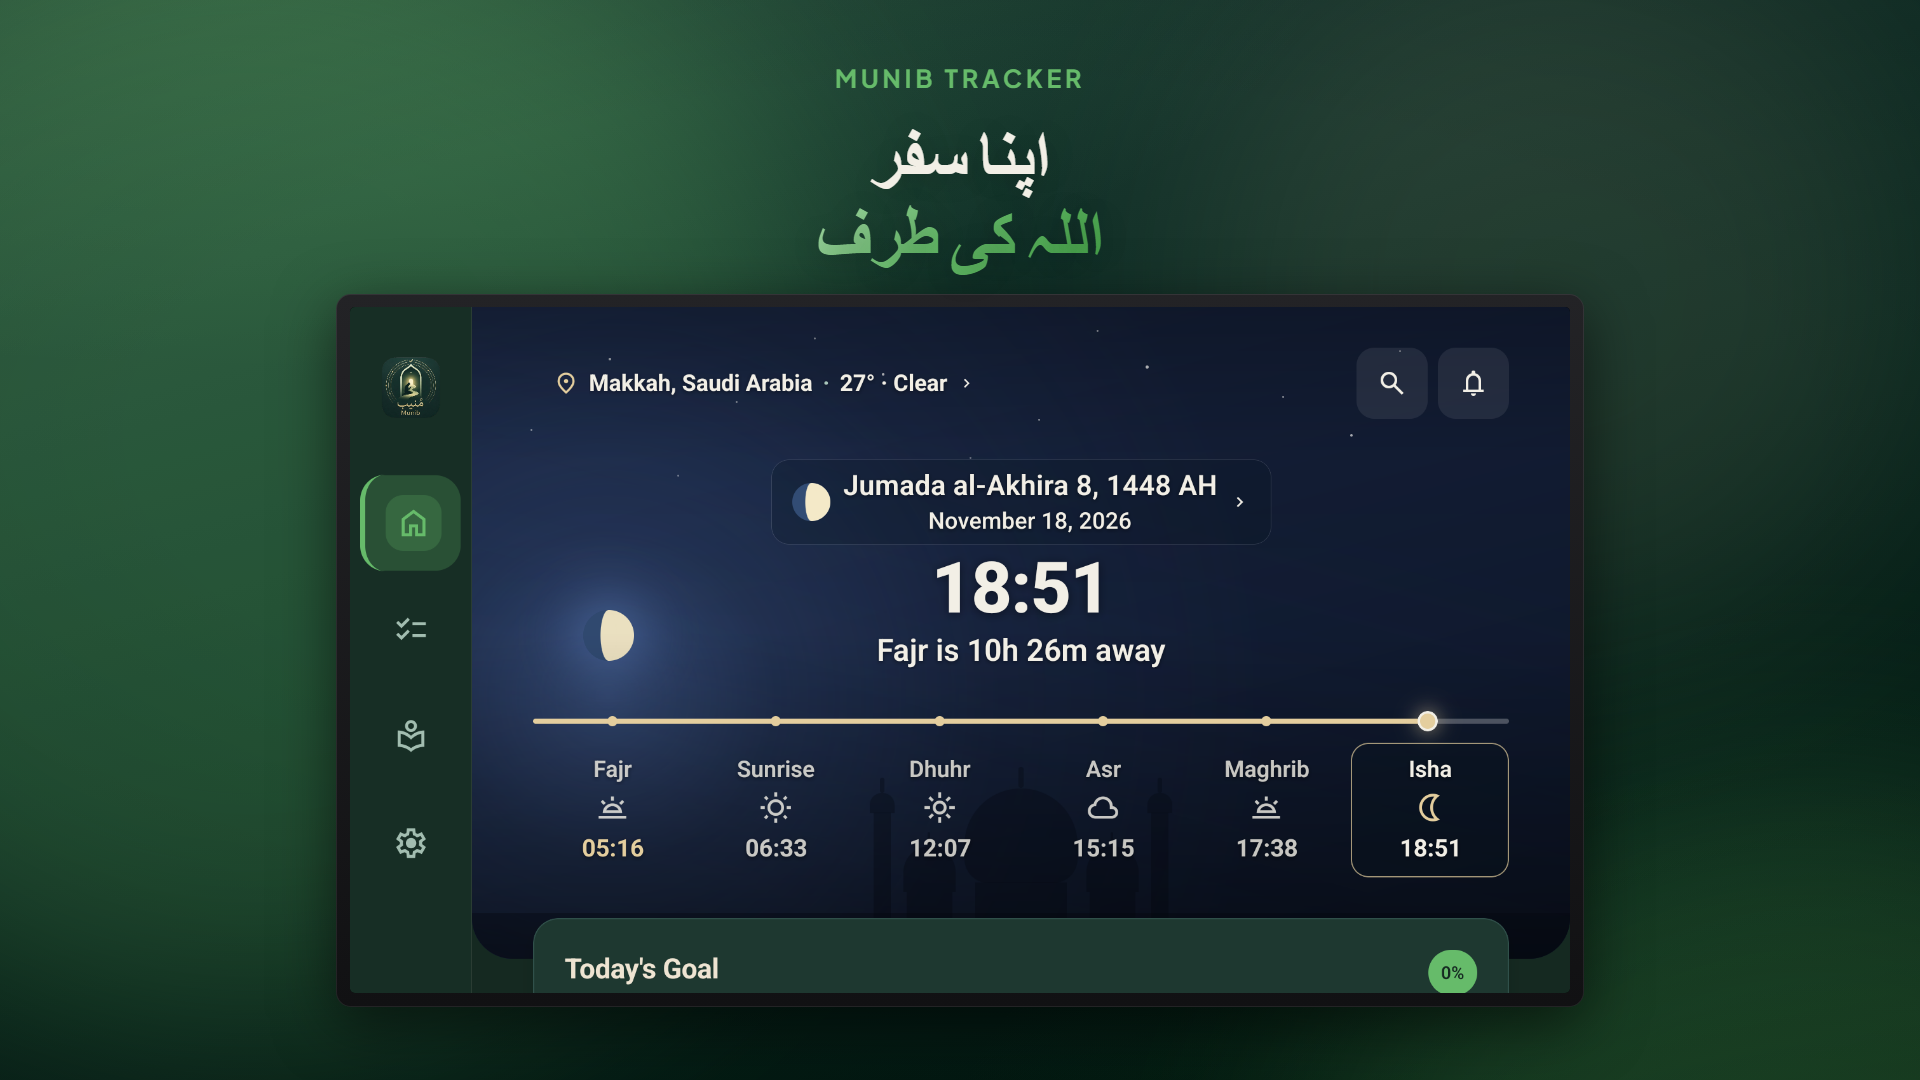 MUNIB TRACKER
اپنا سفر
اللہ کی طرف
مُنيب
Munib
Makkah, Saudi Arabia · 27° · Clear
Jumada al-Akhira 8, 1448 AH
November 18, 2026
18:51
Fajr is 10h 26m away
Fajr Sunrise Dhuhr Asr Maghrib Isha
05:16 06:33 12:07 15:15 17:38 18:51
Today's Goal 0%